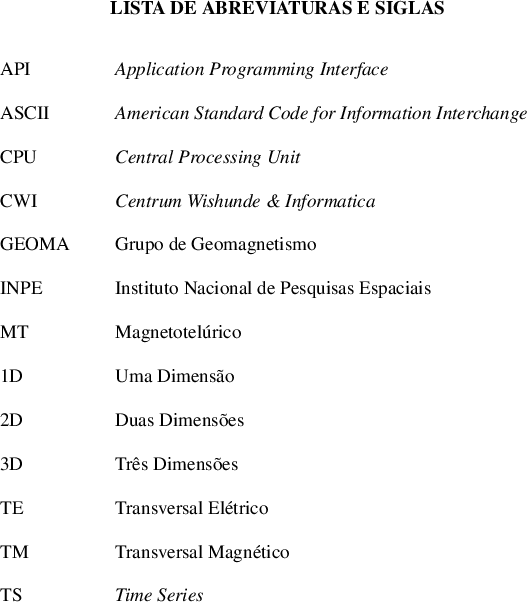 LISTA DE ABREVIATURAS E SIGLAS
API Application Programming Interface
ASCII American Standard Code for Information Interchange
CPU Central Processing Unit
CWI Centrum Wishunde & Informatica
GEOMA Grupo de Geomagnetismo
INPE Instituto Nacional de Pesquisas Espaciais
MT Magnetotelúrico
1D Uma Dimensão
2D Duas Dimensões
3D Três Dimensões
TE Transversal Elétrico
TM Transversal Magnético
TS Time Series